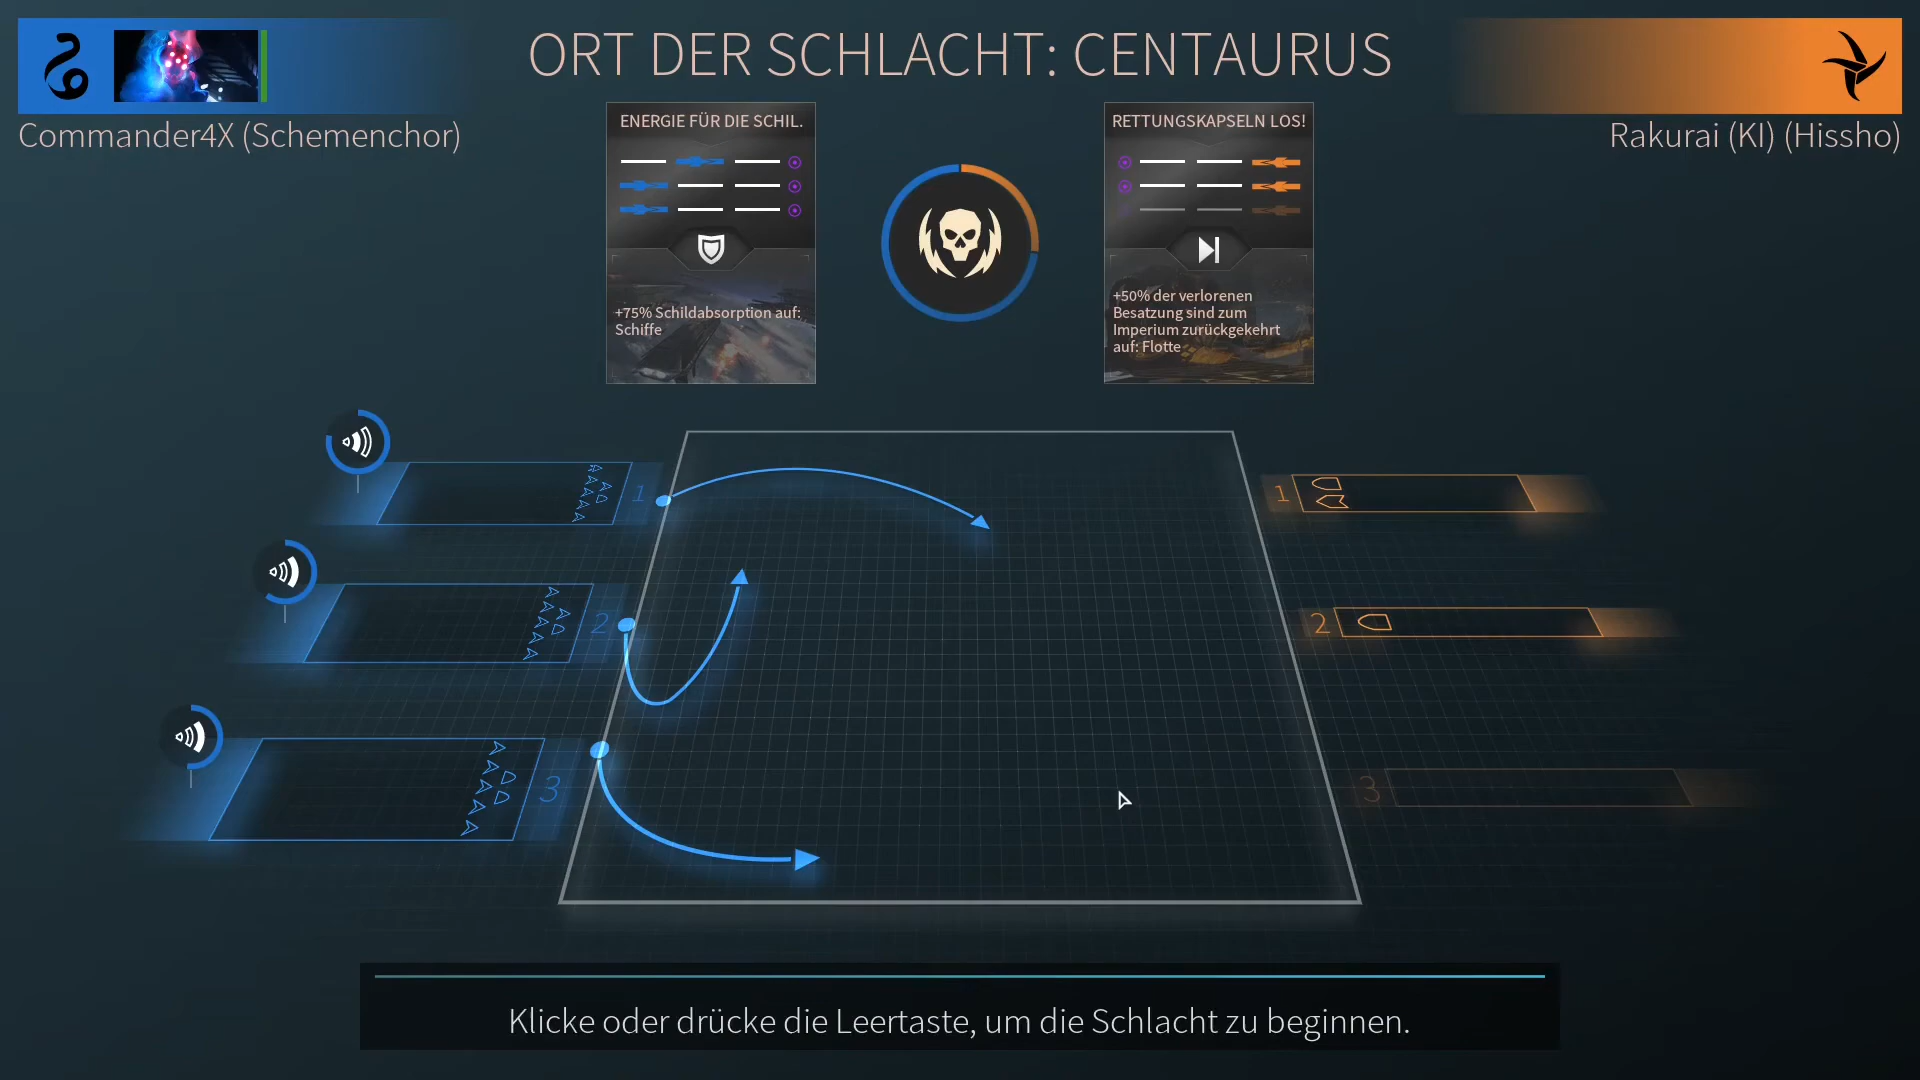 ORT DER SCHLACHT: CENTAURUS
Commander4X (Schemenchor)
Rakurai (KI) (Hissho)
ENERGIE FÜR DIE SCHIL.
+75% Schildabsorption auf:
Schiffe
RETTUNGSKAPSELN LOS!
+50% der verlorenen
Besatzung sind zum
Imperium zurückgekehrt
auf: Flotte
1
2
3
1
2
3
Klicke oder drücke die Leertaste, um die Schlacht zu beginnen.